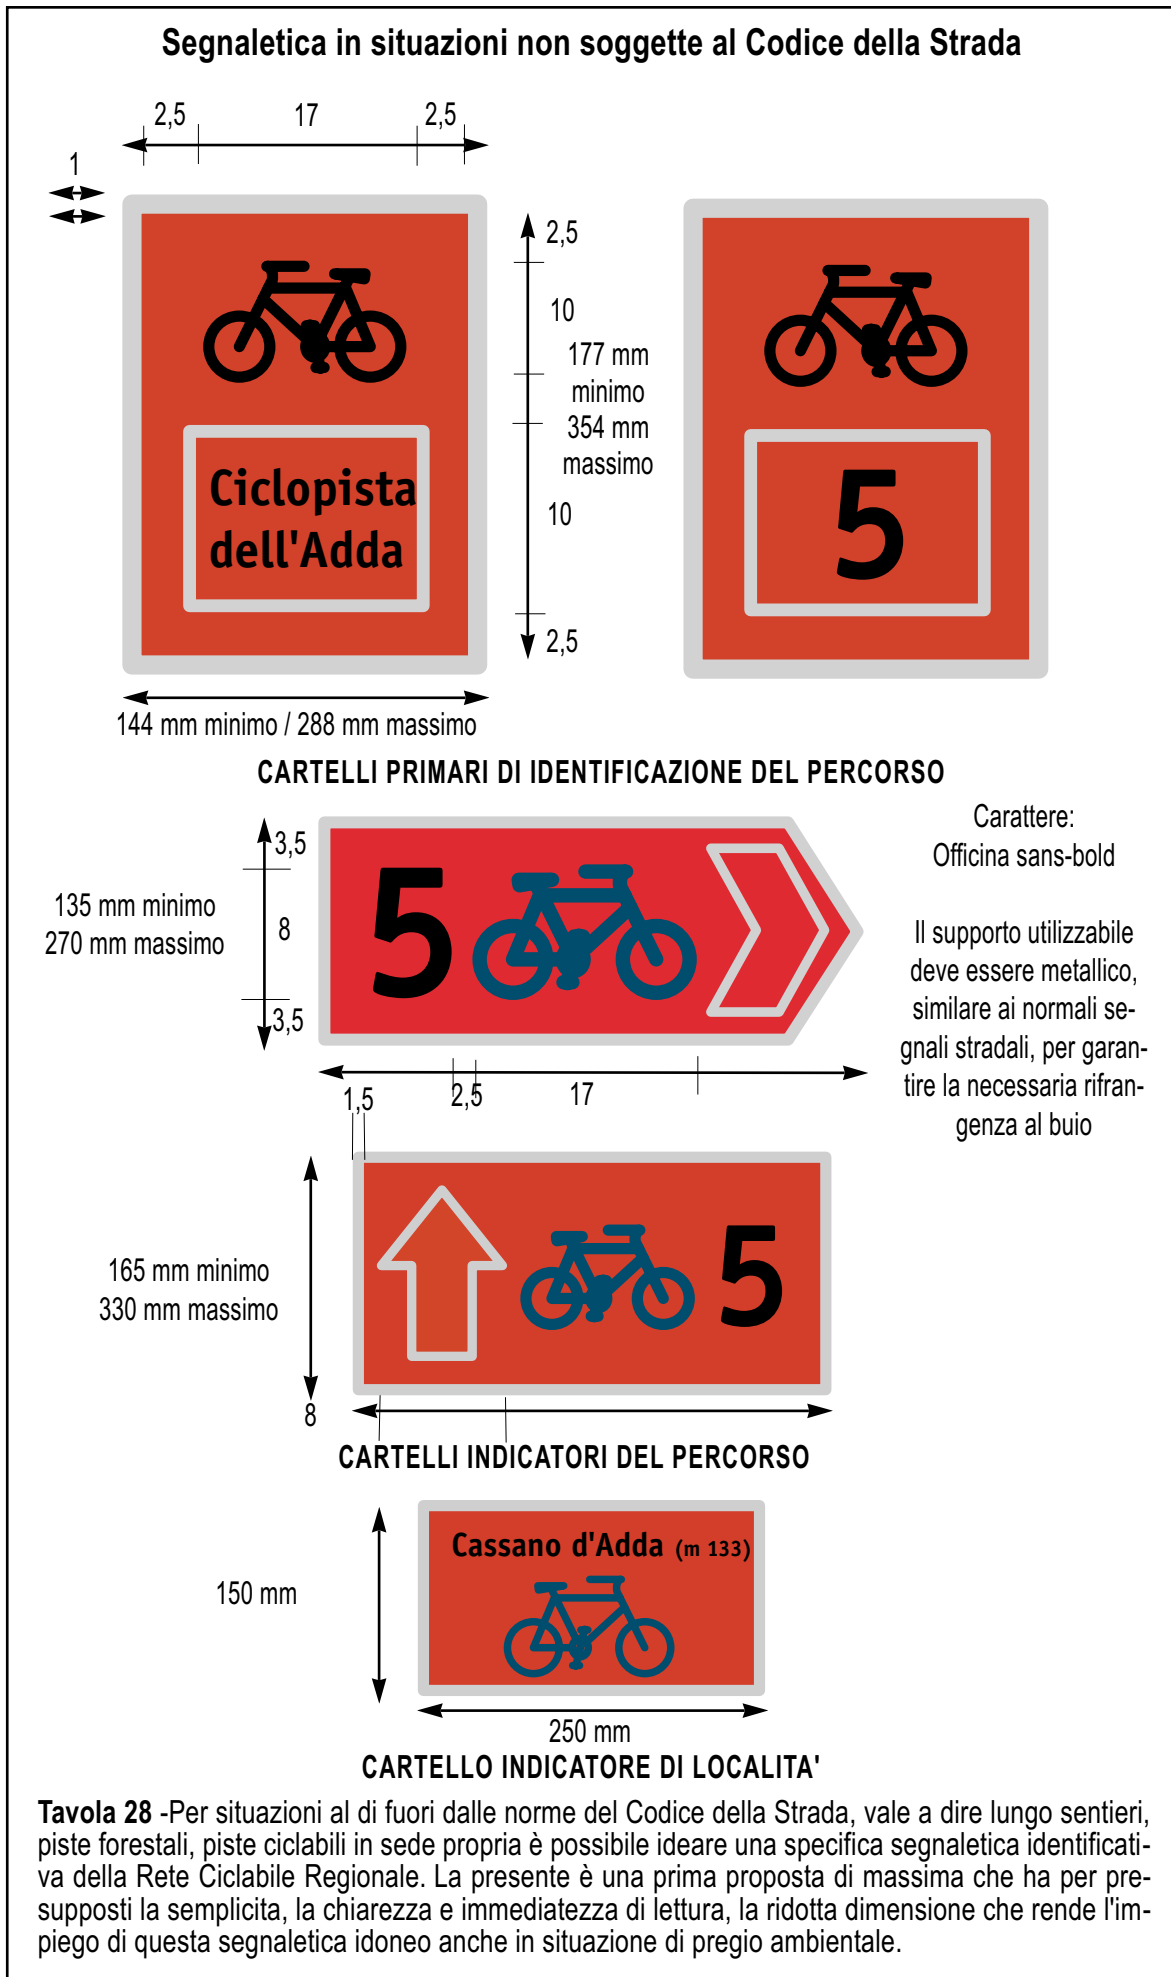 Segnaletica in situazioni non soggette al Codice della Strada
2,5 17 2,5
1
2,5
10
177 mm
minimo
354 mm
massimo
10
2,5
Ciclopista
dell'Adda
5
144 mm minimo / 288 mm massimo
CARTELLI PRIMARI DI IDENTIFICAZIONE DEL PERCORSO
3,5
135 mm minimo
270 mm massimo
8
3,5
5
Carattere:
Officina sans-bold
Il supporto utilizzabile
deve essere metallico,
similare ai normali se-
gnali stradali, per garan-
tire la necessaria rifran-
genza al buio
1,5 2,5 17
165 mm minimo
330 mm massimo
5
8
CARTELLI INDICATORI DEL PERCORSO
Cassano d'Adda (m 133)
150 mm
250 mm
CARTELLO INDICATORE DI LOCALITA'
Tavola 28 -Per situazioni al di fuori dalle norme del Codice della Strada, vale a dire lungo sentieri,
piste forestali, piste ciclabili in sede propria è possibile ideare una specifica segnaletica identificati-
va della Rete Ciclabile Regionale. La presente è una prima proposta di massima che ha per pre-
supposti la semplicita, la chiarezza e immediatezza di lettura, la ridotta dimensione che rende l'im-
piego di questa segnaletica idoneo anche in situazione di pregio ambientale.